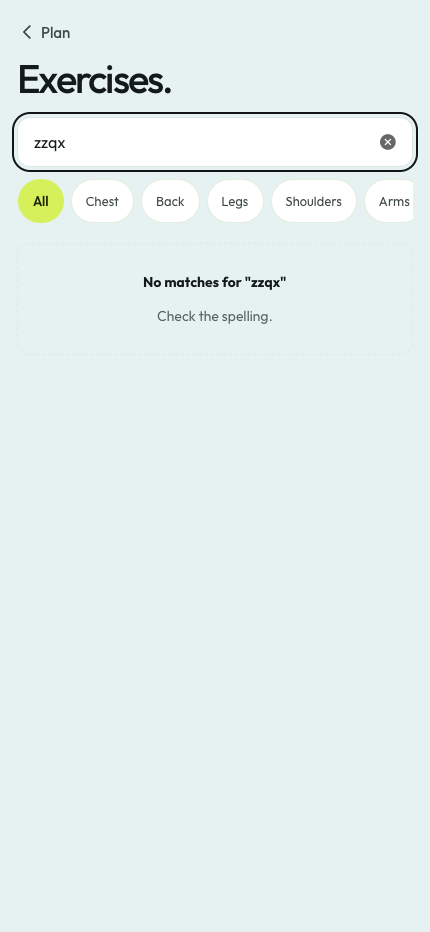 Plan
Exercises.
zzqx
All Chest Back Legs Shoulders Arms
No matches for "zzqx"
Check the spelling.